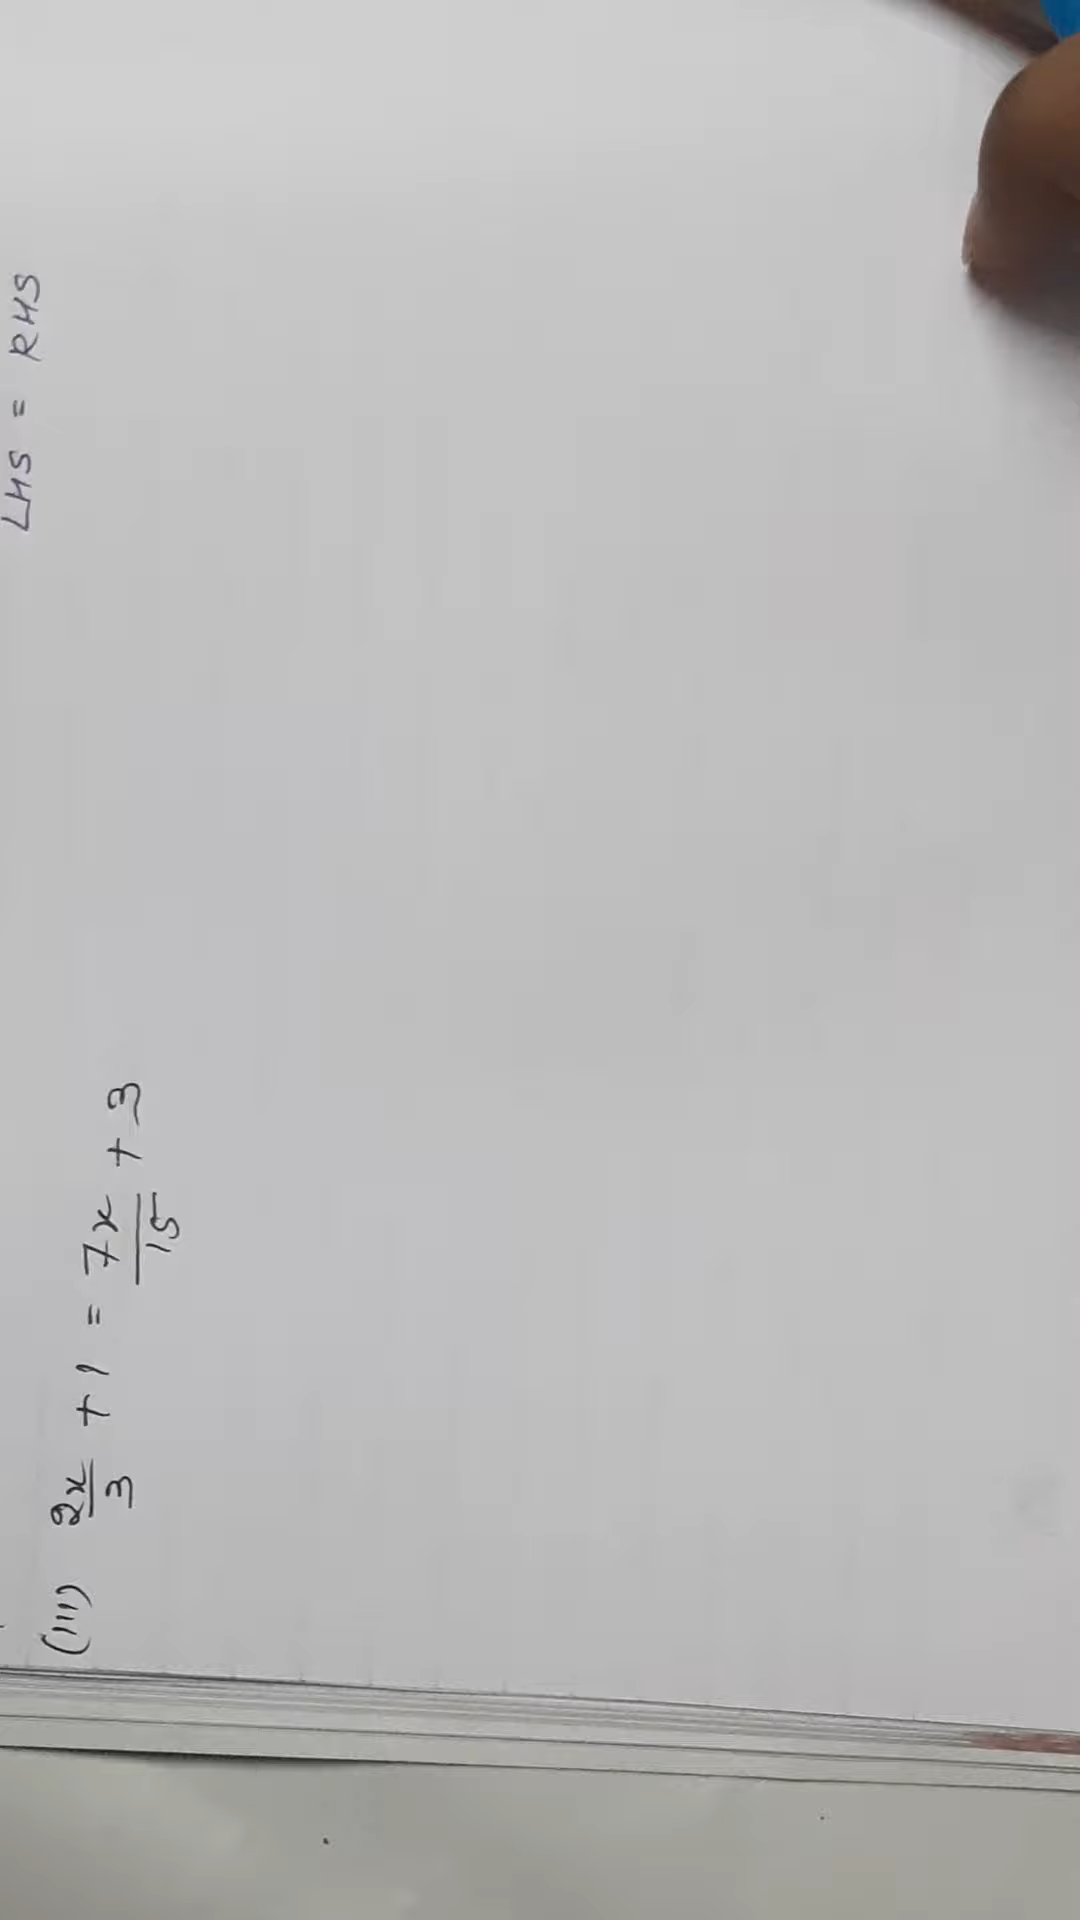 LHS = RHS
(iii) 2x/3 + 1 = 7x/15 + 3